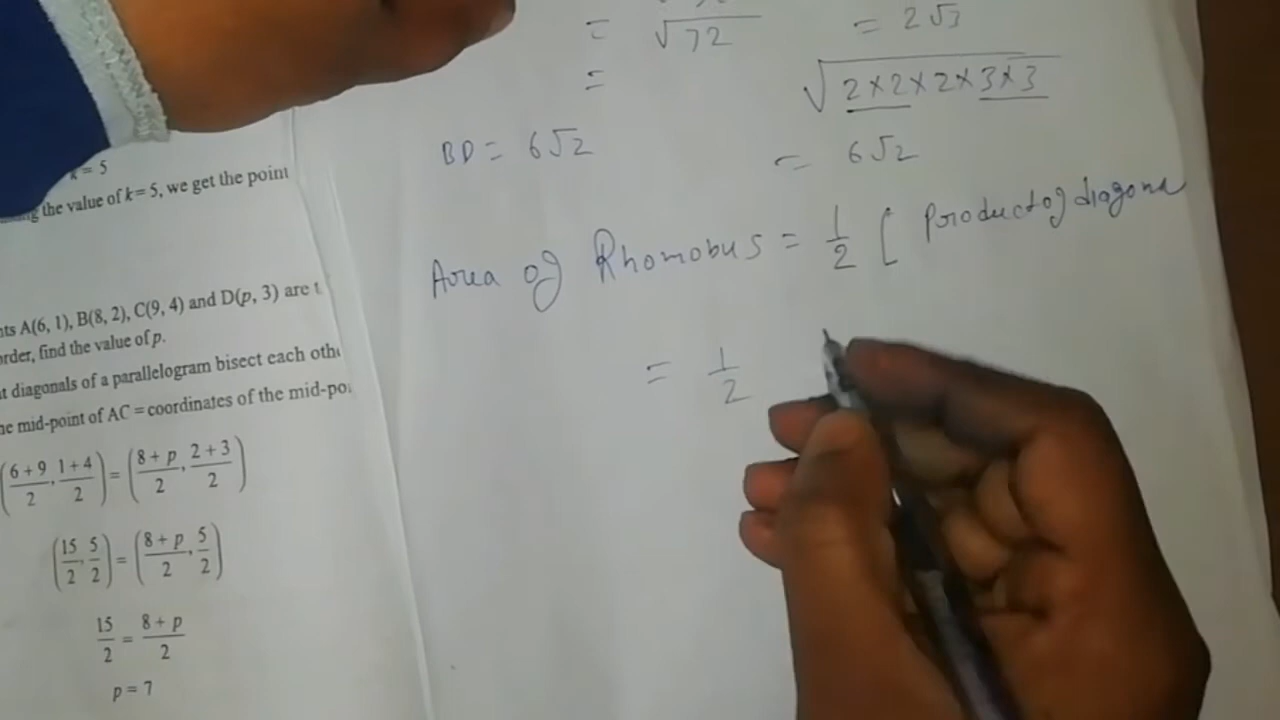 k = 5
the value of k = 5, we get the point
nts A(6, 1), B(8, 2), C(9, 4) and D(p, 3) are
order, find the value of p.
t diagonals of a parallelogram bisect each oth
he mid-point of AC = coordinates of the mid-po
(6+9/2, 1+4/2) = (8+p/2, 2+3/2)
(15/2, 5/2) = (8+p/2, 5/2)
15/2 = 8+p/2
p = 7
= √72
= 2√3
= √2×2×2×3×3
BD = 6√2
= 6√2
Area of Rhomobus = 1/2 [ Product of diagona
= 1/2